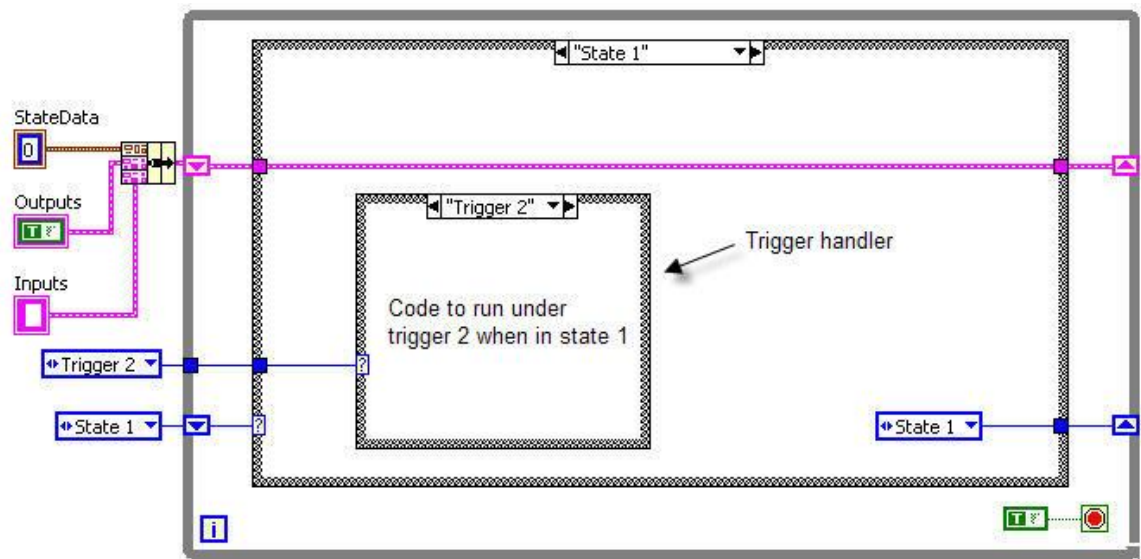 "State 1"
StateData
0
Outputs
T
Inputs
"Trigger 2"
Trigger handler
Code to run under
trigger 2 when in state 1
Trigger 2
?
State 1
?
State 1
i
T